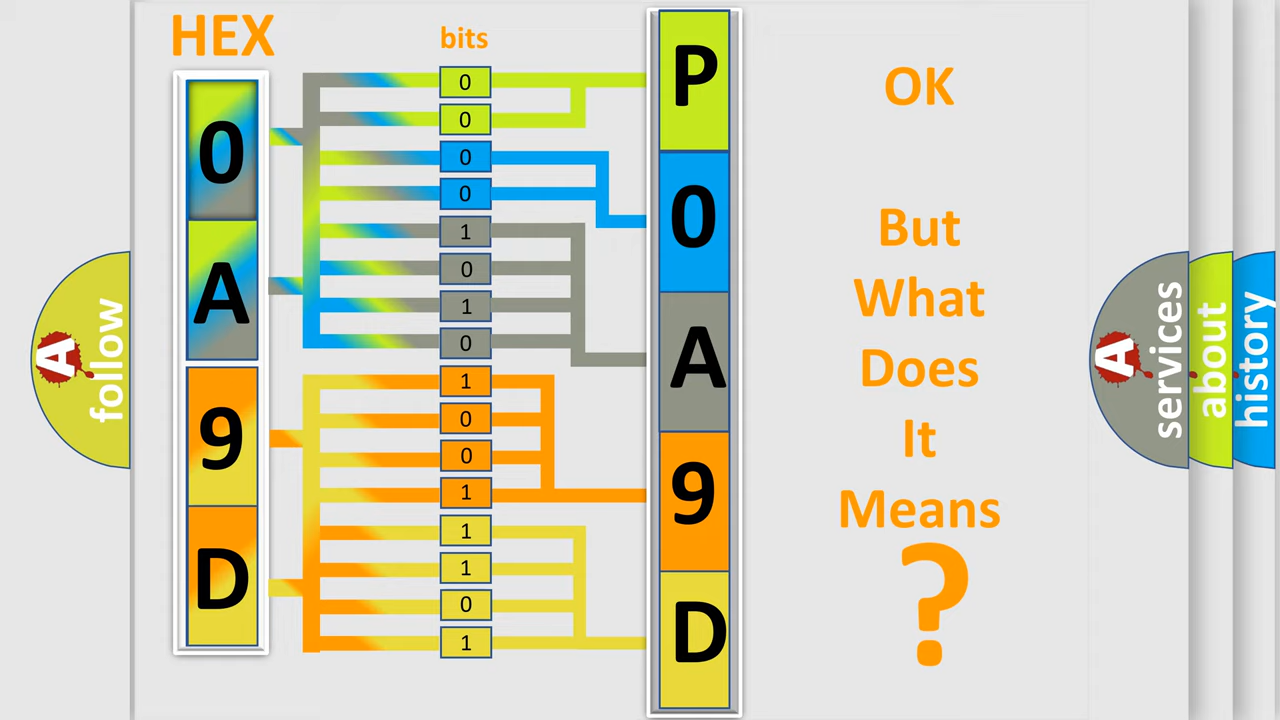 HEX
bits
0
A
9
D
0
0
0
0
1
0
1
0
1
0
0
1
1
1
0
1
P
0
A
9
D
OK
But
What
Does
It
Means
?
A
follow
A
services
about
history